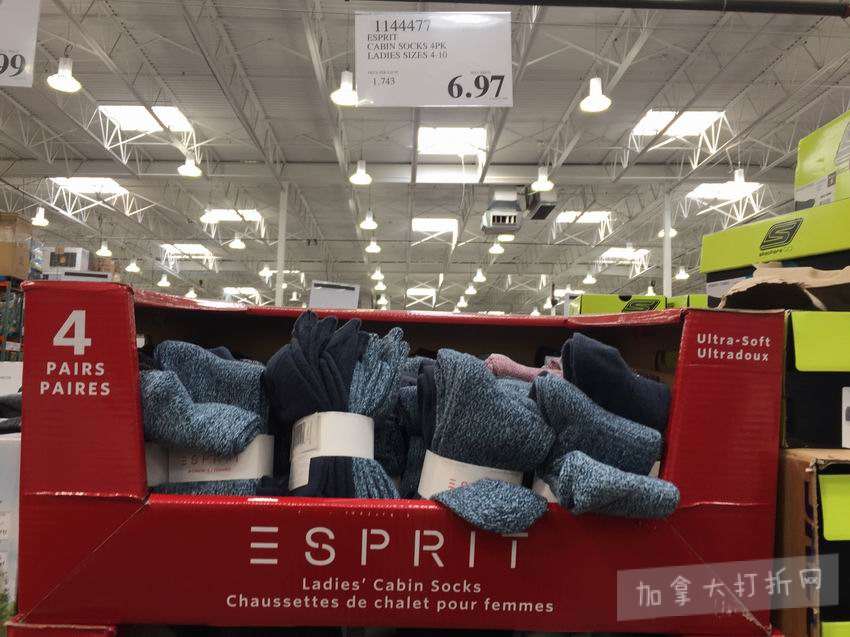 99
1144477
ESPRIT
CABIN SOCKS 4PK
LADIES SIZES 4-10
1.743
6.97
4
PAIRS
PAIRES
Ultra-Soft
Ultradoux
ESPRIT
ESPRIT
Ladies' Cabin Socks
Chaussettes de chalet pour femmes
加拿大打折网